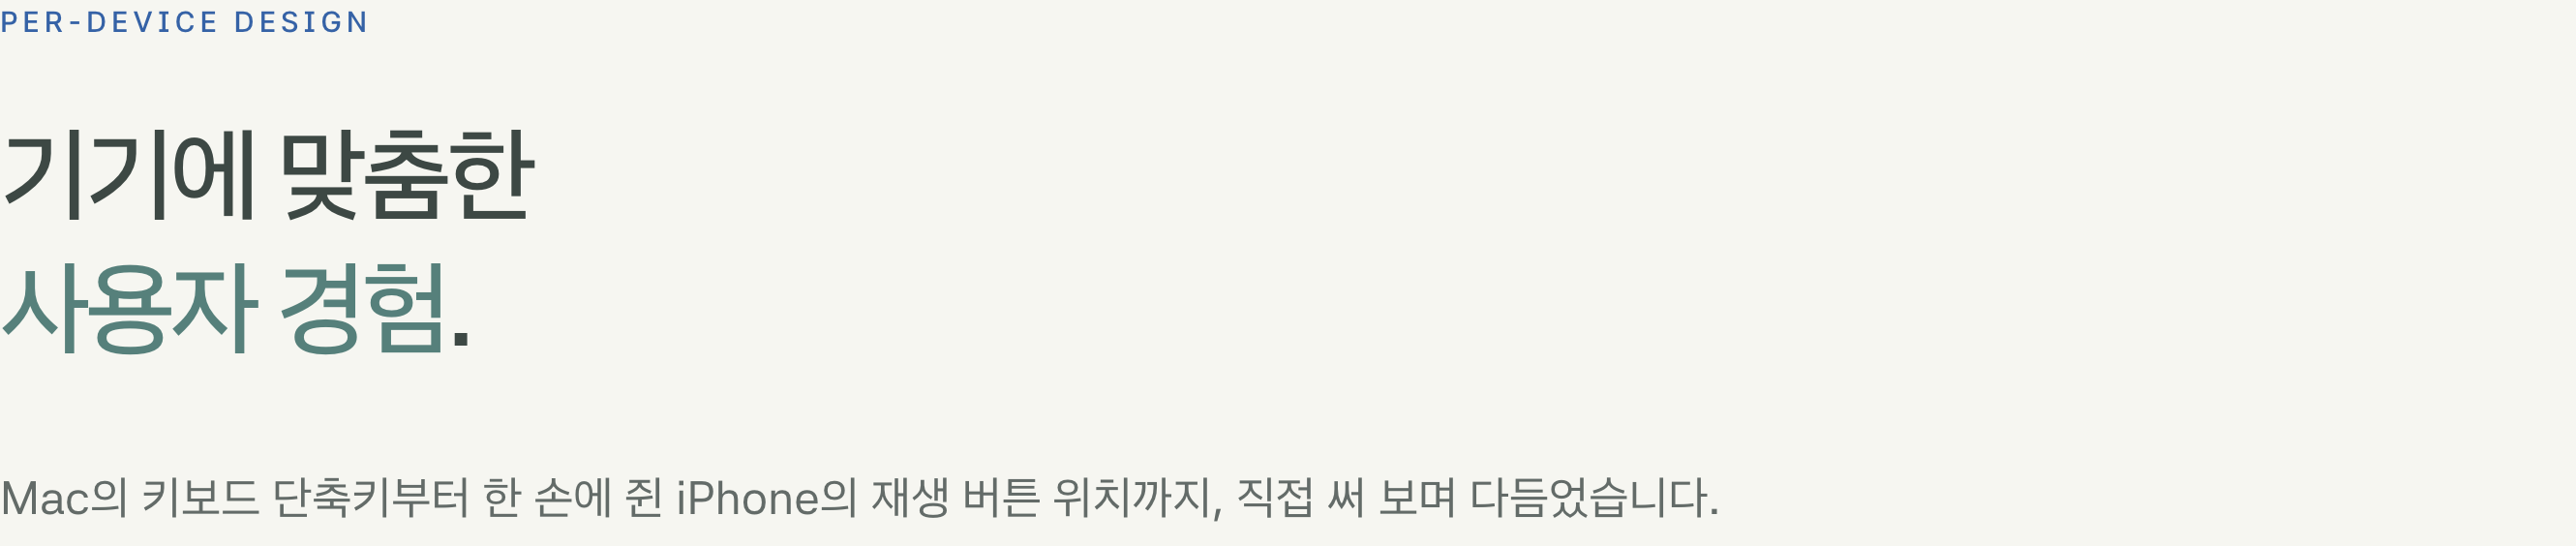 PER-DEVICE DESIGN
기기에 맞춤한
사용자 경험.
Mac의 키보드 단축키부터 한 손에 쥔 iPhone의 재생 버튼 위치까지, 직접 써 보며 다듬었습니다.